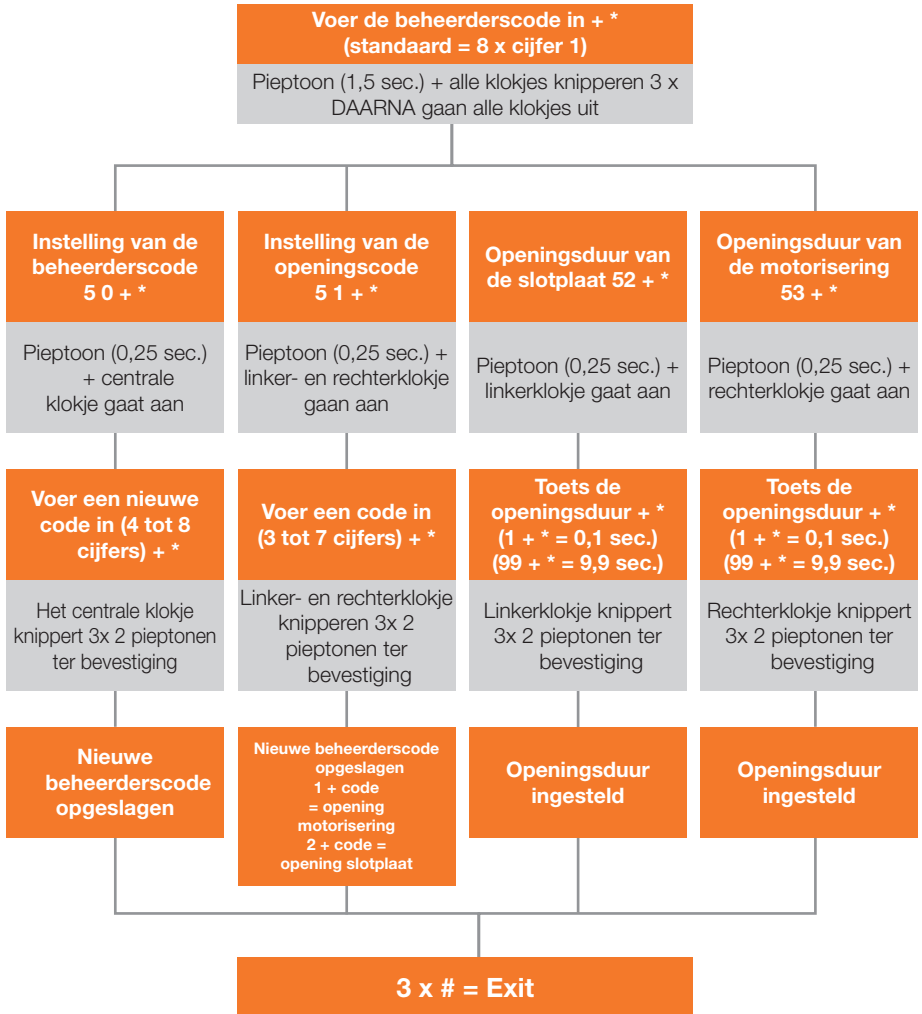 Voer de beheerderscode in + *
(standaard = 8 x cijfer 1)
Pieptoon (1,5 sec.) + alle klokjes knipperen 3 x
DAARNA gaan alle klokjes uit
Instelling van de
beheerderscode
5 0 + *
Pieptoon (0,25 sec.)
+ centrale
klokje gaat aan
Voer een nieuwe
code in (4 tot 8
cijfers) + *
Het centrale klokje
knippert 3x 2 pieptonen
ter bevestiging
Nieuwe
beheerderscode
opgeslagen
Instelling van de
openingscode
5 1 + *
Pieptoon (0,25 sec.) +
linker- en rechterklokje
gaan aan
Voer een code in
(3 tot 7 cijfers) + *
Linker- en rechterklokje
knipperen 3x 2
pieptonen ter
bevestiging
Nieuwe beheerderscode
opgeslagen
1 + code
= opening
motorisering
2 + code =
opening slotplaat
Openingsduur van
de slotplaat 52 + *
Pieptoon (0,25 sec.) +
linkerklokje gaat aan
Toets de
openingsduur + *
(1 + * = 0,1 sec.)
(99 + * = 9,9 sec.)
Linkerklokje knippert
3x 2 pieptonen ter
bevestiging
Openingsduur
ingesteld
Openingsduur van
de motorisering
53 + *
Pieptoon (0,25 sec.) +
rechterklokje gaat aan
Toets de
openingsduur + *
(1 + * = 0,1 sec.)
(99 + * = 9,9 sec.)
Rechterklokje knippert
3x 2 pieptonen ter
bevestiging
Openingsduur
ingesteld
3 x # = Exit